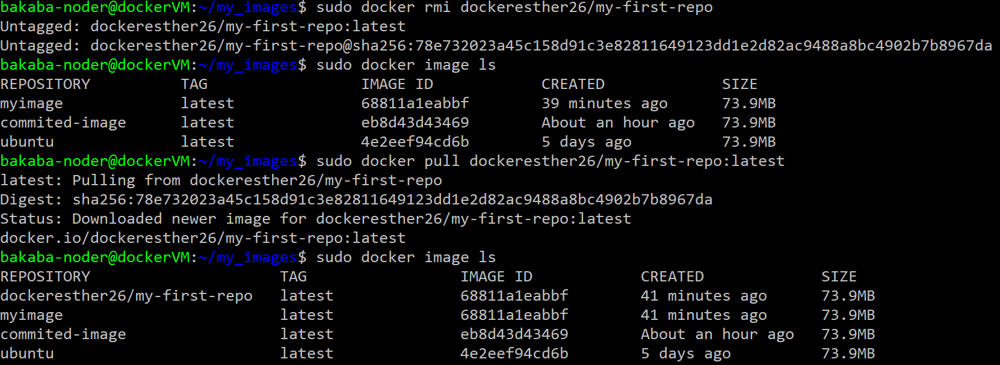 bakaba-noder@dockerVM:~/my_images$ sudo docker rmi dockeresther26/my-first-repo
Untagged: dockeresther26/my-first-repo:latest
Untagged: dockeresther26/my-first-repo@sha256:78e732023a45c158d91c3e82811649123dd1e2d82ac9488a8bc4902b7b8967da
bakaba-noder@dockerVM:~/my_images$ sudo docker image ls
REPOSITORY          TAG                 IMAGE ID            CREATED             SIZE
myimage             latest              68811a1eabbf        39 minutes ago      73.9MB
commited-image      latest              eb8d43d43469        About an hour ago   73.9MB
ubuntu              latest              4e2eef94cd6b        5 days ago          73.9MB
bakaba-noder@dockerVM:~/my_images$ sudo docker pull dockeresther26/my-first-repo:latest
latest: Pulling from dockeresther26/my-first-repo
Digest: sha256:78e732023a45c158d91c3e82811649123dd1e2d82ac9488a8bc4902b7b8967da
Status: Downloaded newer image for dockeresther26/my-first-repo:latest
docker.io/dockeresther26/my-first-repo:latest
bakaba-noder@dockerVM:~/my_images$ sudo docker image ls
REPOSITORY                     TAG                 IMAGE ID            CREATED             SIZE
dockeresther26/my-first-repo   latest              68811a1eabbf        41 minutes ago      73.9MB
myimage                        latest              68811a1eabbf        41 minutes ago      73.9MB
commited-image                 latest              eb8d43d43469        About an hour ago   73.9MB
ubuntu                         latest              4e2eef94cd6b        5 days ago          73.9MB